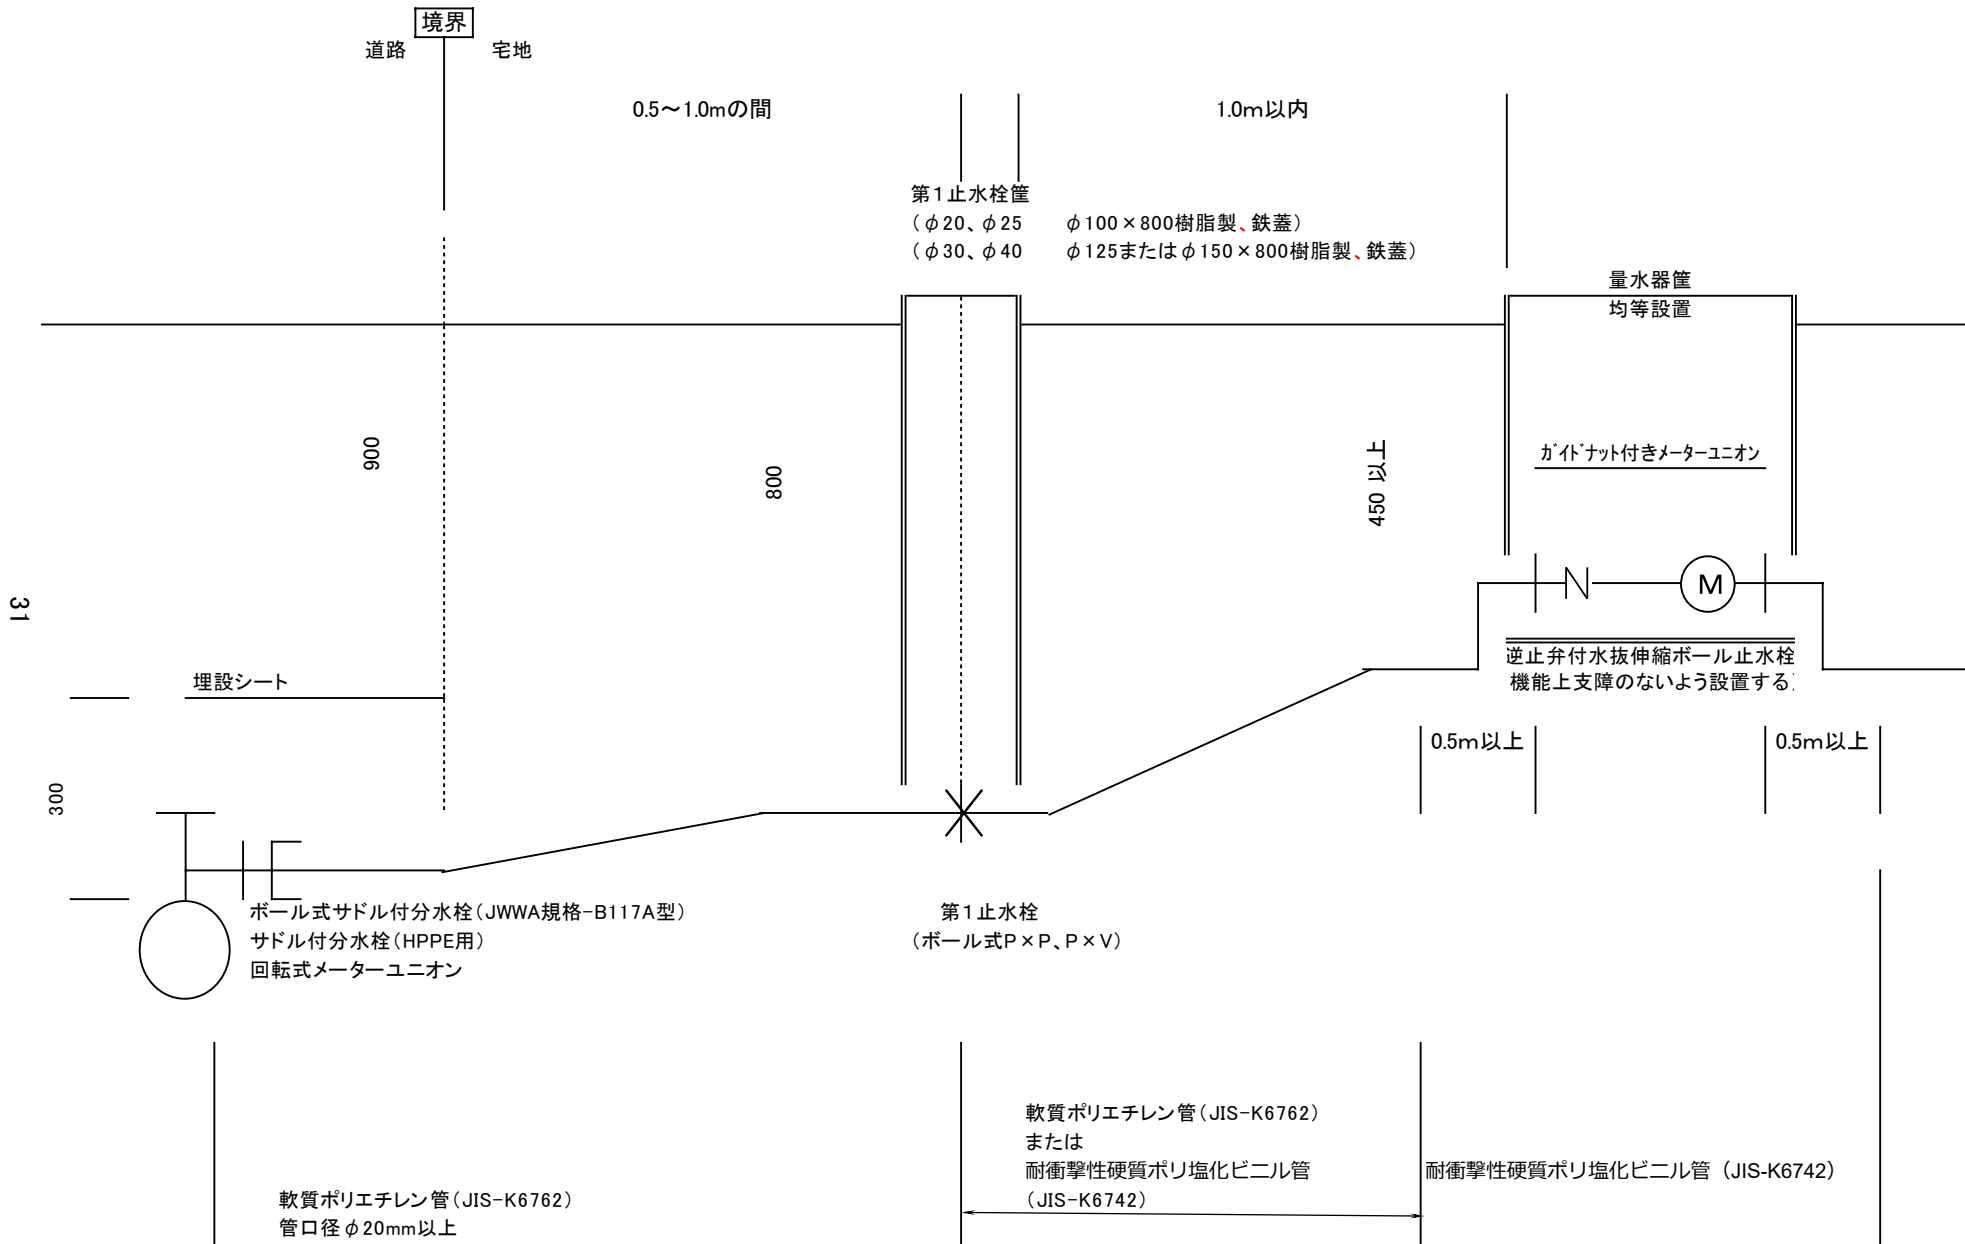 境界
道路
宅地
0.5～1.0mの間
1.0m以内
第1止水栓筐
（φ20、φ25　φ100×800樹脂製、鉄蓋）
（φ30、φ40　φ125またはφ150×800樹脂製、鉄蓋）
量水器筐
均等設置
900
800
450 以上
ｶﾞｲﾄﾞﾅｯﾄ付きﾒｰﾀｰﾕﾆｵﾝ
N
M
31
逆止弁付水抜伸縮ボール止水栓
機能上支障のないよう設置する）
埋設シート
0.5m以上
0.5m以上
300
ボール式サドル付分水栓（JWWA規格-B117A型）
サドル付分水栓（HPPE用）
回転式メーターユニオン
第1止水栓
（ボール式P×P、P×V）
軟質ポリエチレン管（JIS-K6762）
または
耐衝撃性硬質ポリ塩化ビニル管
（JIS-K6742）
耐衝撃性硬質ポリ塩化ビニル管（JIS-K6742）
軟質ポリエチレン管（JIS-K6762）
管口径φ20mm以上